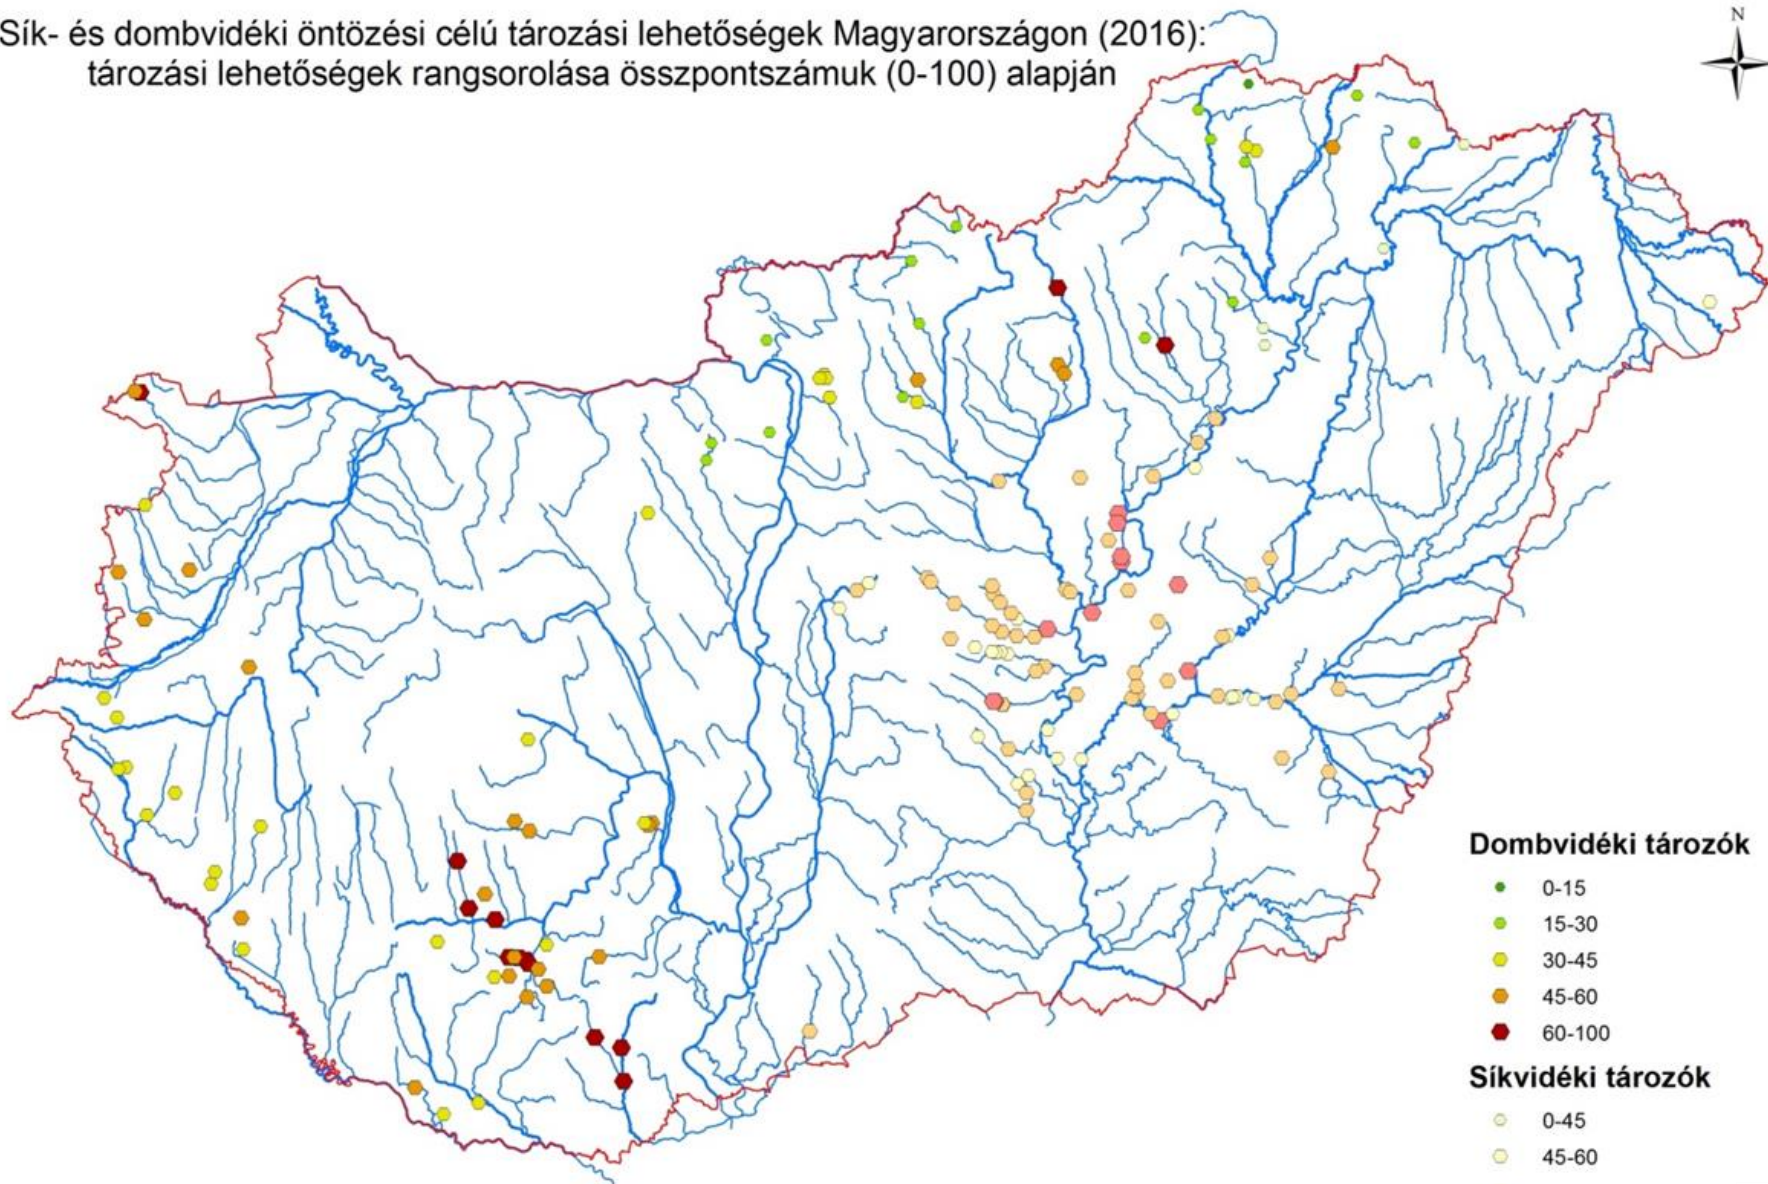 Sík- és dombvidéki öntözési célú tározási lehetőségek Magyarországon (2016):
tározási lehetőségek rangsorolása összpontszámuk (0-100) alapján
N
Dombvidéki tározók
0-15
15-30
30-45
45-60
60-100
Síkvidéki tározók
0-45
45-60